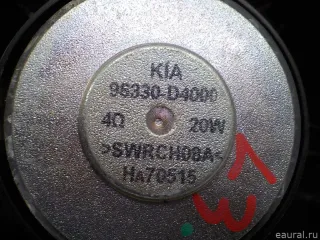 KIA
96330-D4000
4Ω 20W
>SWRCH08A<
HA70515
eaural.ru